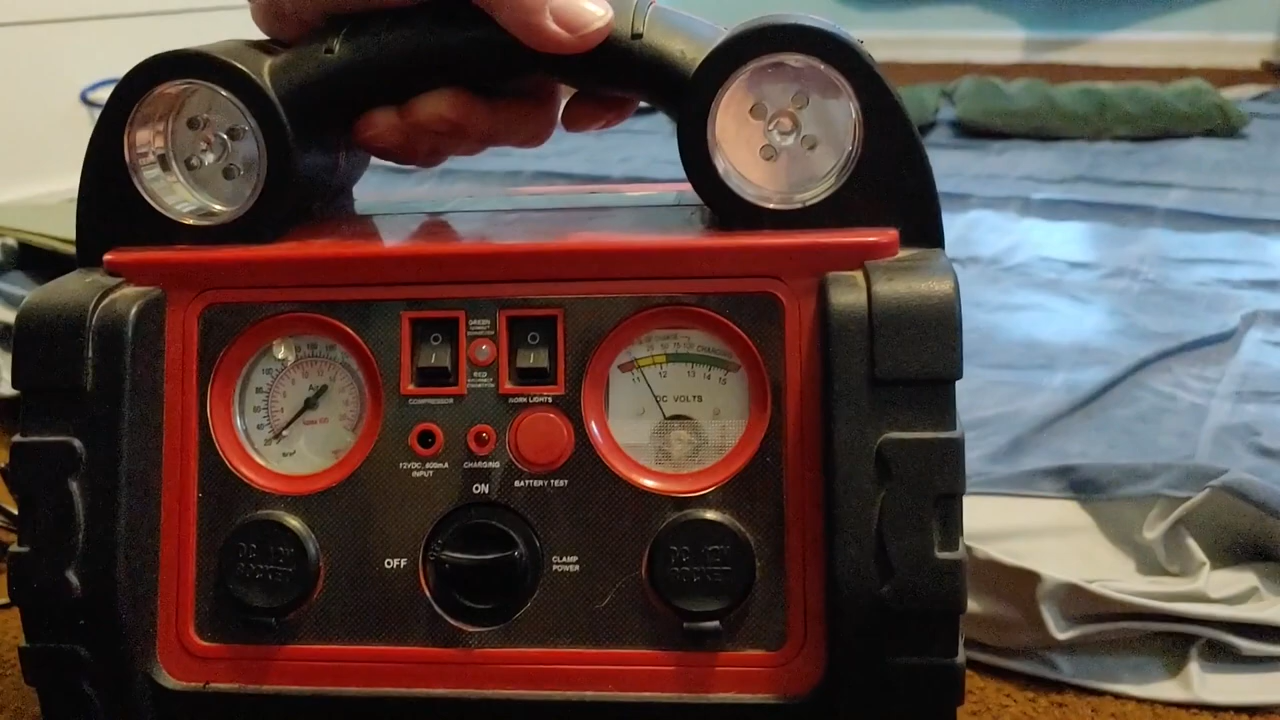 Air
CHARGING
11 12 13 14 15
DC VOLTS
GREEN
RED
COMPRESSOR
WORK LIGHTS
12VDC, 800mA
INPUT
CHARGING
BATTERY TEST
ON
OFF
CLAMP
POWER
DC 12V
SOCKET
DC 12V
SOCKET